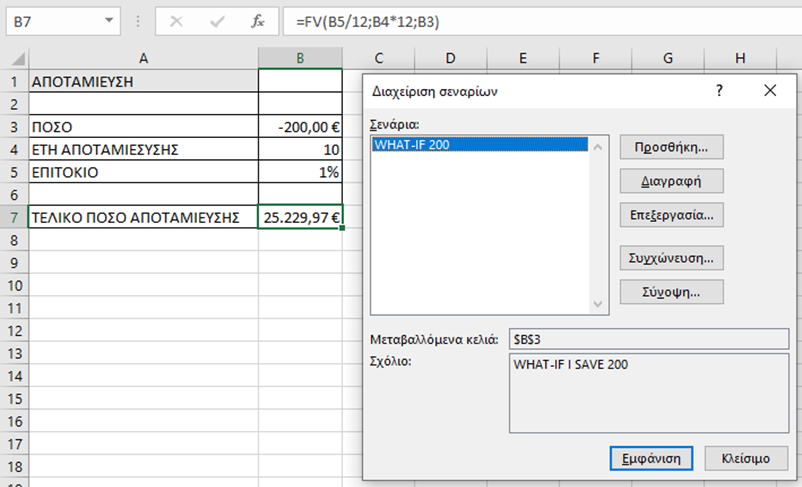 B7 fx =FV(B5/12;B4*12;B3)
A B C D E F G H
1 ΑΠΟΤΑΜΙΕΥΣΗ
2
3 ΠΟΣΟ -200,00 €
4 ΕΤΗ ΑΠΟΤΑΜΙΕΣΥΣΗΣ 10
5 ΕΠΙΤΟΚΙΟ 1%
6
7 ΤΕΛΙΚΟ ΠΟΣΟ ΑΠΟΤΑΜΙΕΥΣΗΣ 25.229,97 €
8
9
10
11
12
13
14
15
16
17
18
Διαχείριση σεναρίων ?
Σενάρια:
WHAT-IF 200
Προσθήκη...
Διαγραφή
Επεξεργασία...
Συγχώνευση...
Σύνοψη...
Μεταβαλλόμενα κελιά: $B$3
Σχόλιο: WHAT-IF I SAVE 200
Εμφάνιση Κλείσιμο